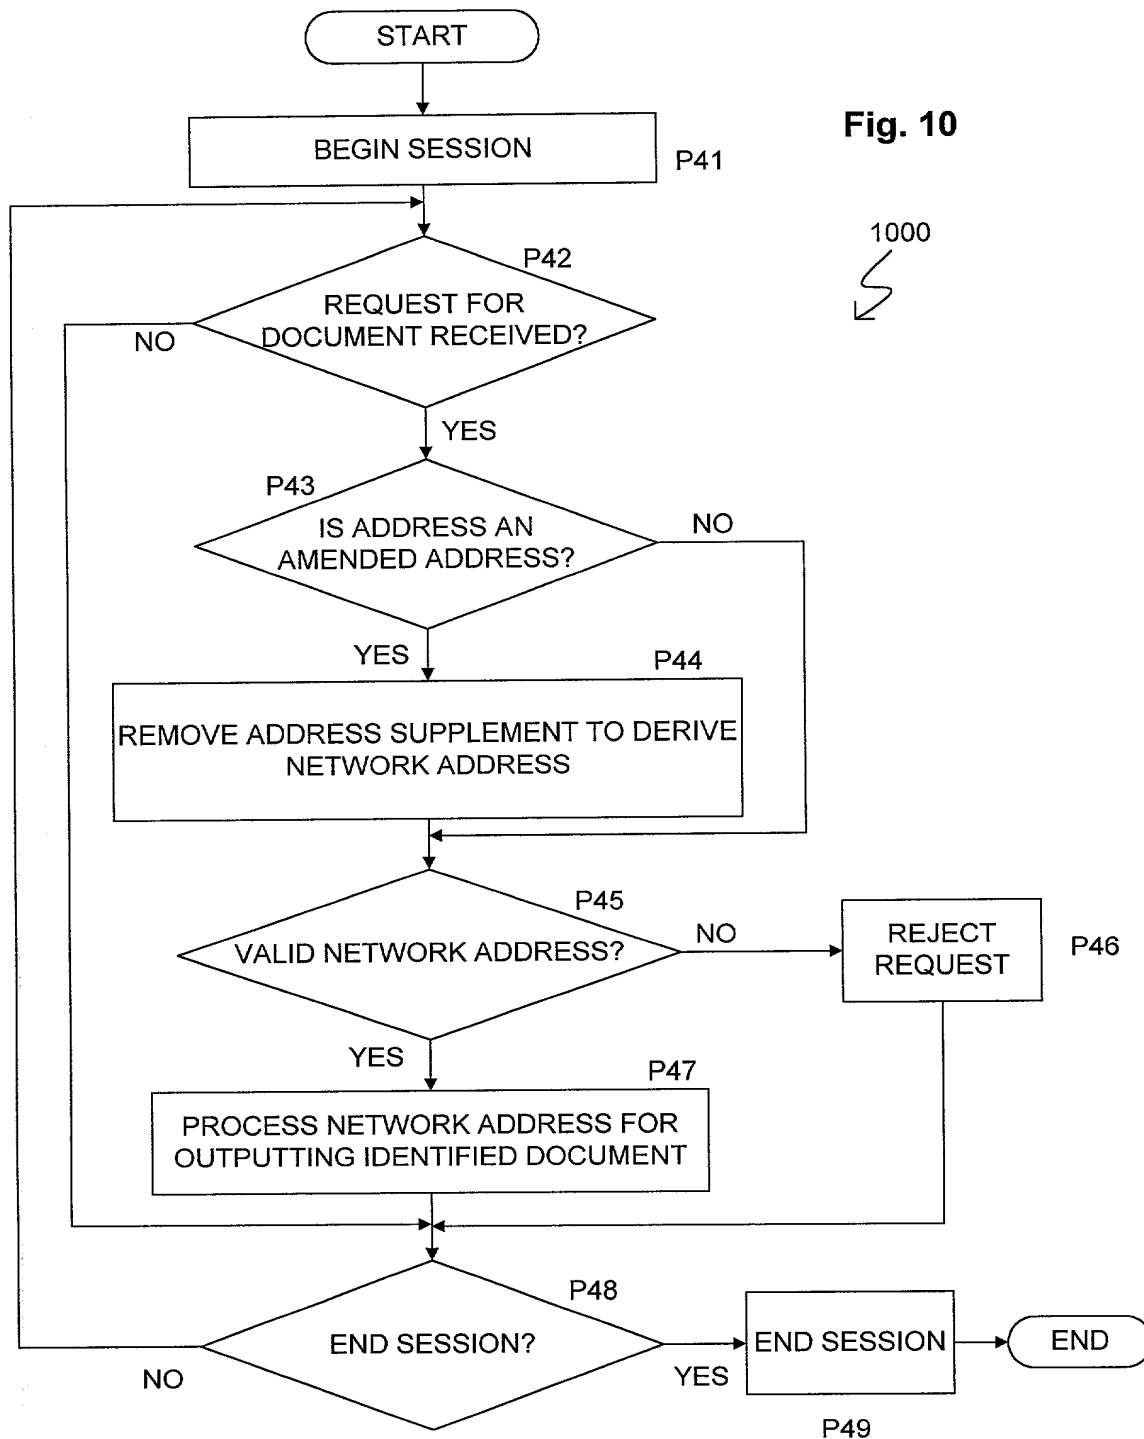 START
Fig. 10
BEGIN SESSION
P41
1000
P42
REQUEST FOR
DOCUMENT RECEIVED?
NO
YES
P43
IS ADDRESS AN
AMENDED ADDRESS?
NO
YES
P44
REMOVE ADDRESS SUPPLEMENT TO DERIVE
NETWORK ADDRESS
P45
VALID NETWORK ADDRESS?
NO
REJECT
REQUEST
P46
YES
P47
PROCESS NETWORK ADDRESS FOR
OUTPUTTING IDENTIFIED DOCUMENT
P48
END SESSION?
NO
YES
END SESSION
END
P49